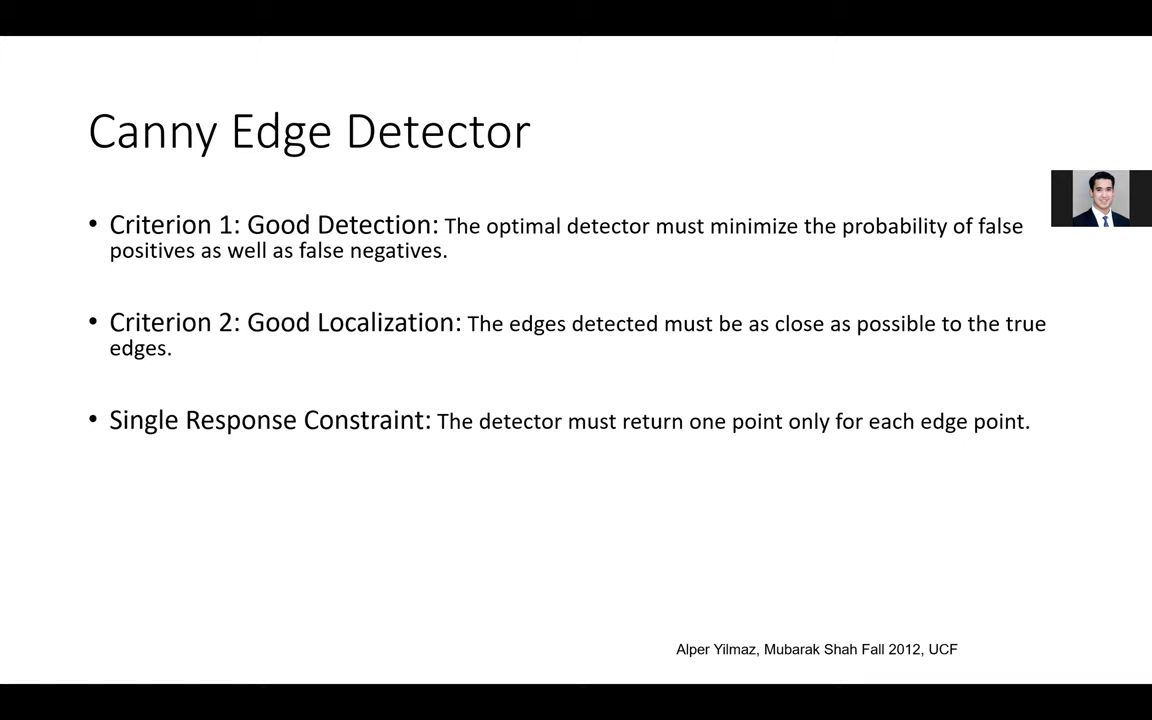 Canny Edge Detector
• Criterion 1: Good Detection: The optimal detector must minimize the probability of false
positives as well as false negatives.
• Criterion 2: Good Localization: The edges detected must be as close as possible to the true
edges.
• Single Response Constraint: The detector must return one point only for each edge point.
Alper Yilmaz, Mubarak Shah Fall 2012, UCF